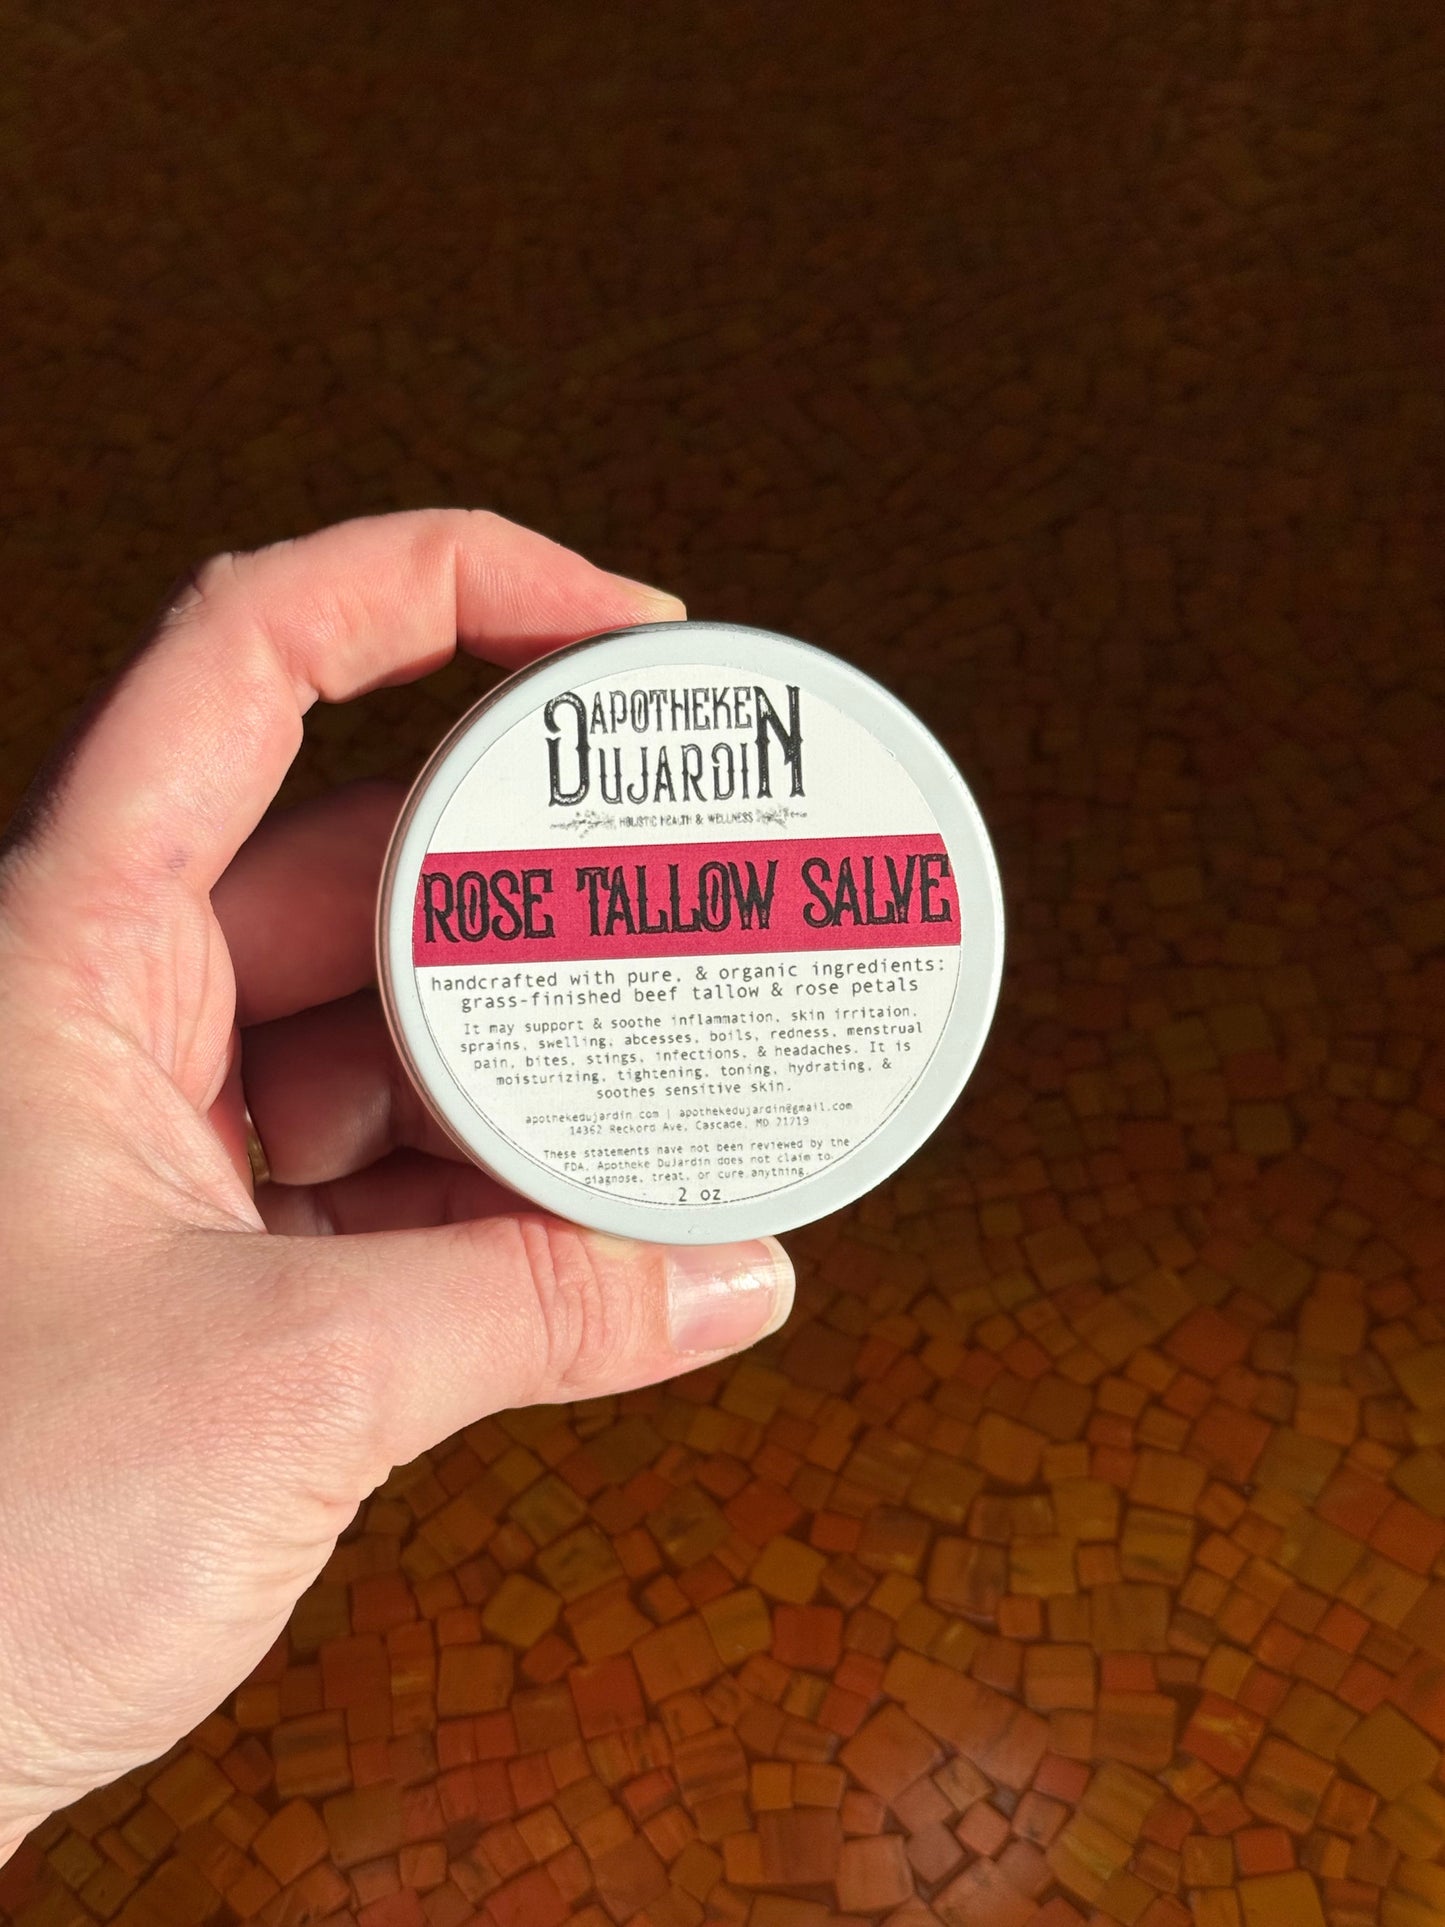 APOTHEKE
DUJARDIN
HOLISTIC HEALTH & WELLNESS
ROSE TALLOW SALVE
handcrafted with pure, & organic ingredients:
grass-finished beef tallow & rose petals
It may support & soothe inflammation, skin irritaion,
sprains, swelling, abcesses, boils, redness, menstrual
pain, bites, stings, infections, & headaches. It is
moisturizing, tightening, toning, hydrating, &
soothes sensitive skin.
apothekedujardin.com | apothekedujardin@gmail.com
14362 Reckord Ave, Cascade, MD 21719
These statements have not been reviewed by the
FDA. Apotheke DuJardin does not claim to
diagnose, treat, or cure anything.
2 oz